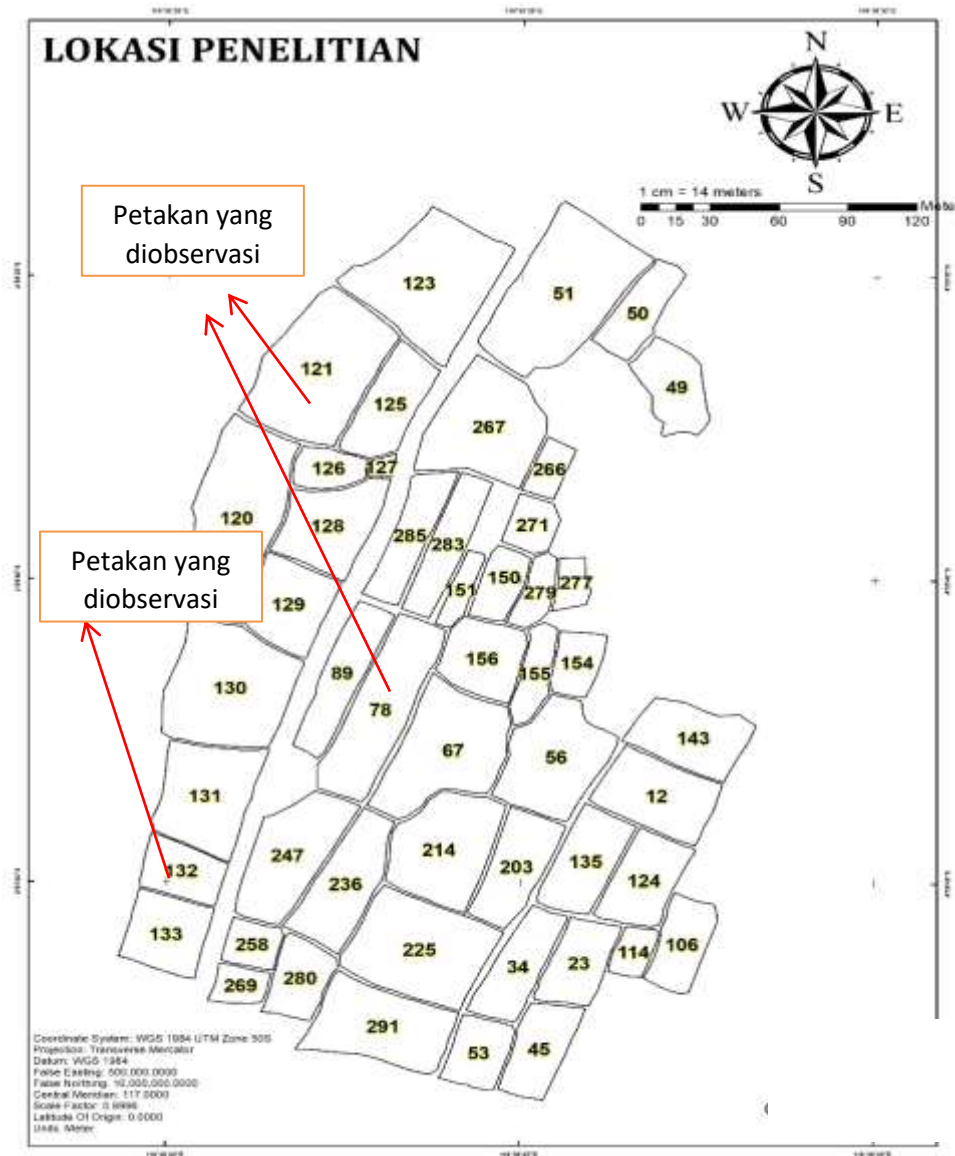 LOKASI PENELITIAN
N
W E
S
1 cm = 14 meters
0 15 30 60 90 120
Petakan yang
diobservasi
123
51
50
121
49
125
267
126 127
266
120 128 285 283 271
151 150 279 277
Petakan yang
diobservasi
129
156 155 154
130 89
78
67 56 143
131 12
132 247 214 203 135 124
236
133 258 225 34 23 114 106
269 280
291 53 45
Coordinate System: WGS 1984 UTM Zone 50S
Projection: Transverse Mercator
Datum: WGS 1984
False Easting: 500,000.0000
False Northing: 10,000,000.0000
Central Meridian: 117.0000
Scale Factor: 0.9996
Latitude Of Origin: 0.0000
Units: Meter